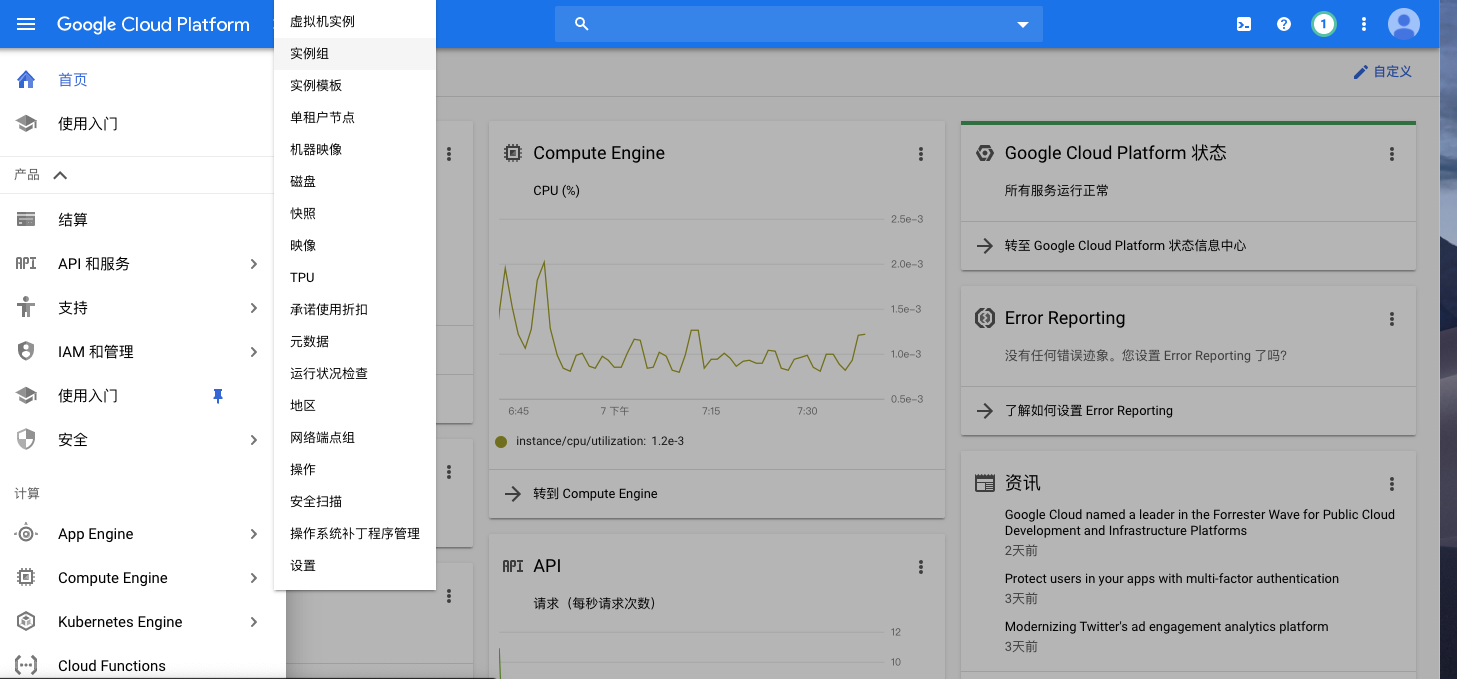 Google Cloud Platform
1
自定义
首页
使用入门
产品
结算
API
API 和服务
支持
IAM 和管理
使用入门
安全
计算
App Engine
Compute Engine
Kubernetes Engine
Cloud Functions
虚拟机实例
实例组
实例模板
单租户节点
机器映像
磁盘
快照
映像
TPU
承诺使用折扣
元数据
运行状况检查
地区
网络端点组
操作
安全扫描
操作系统补丁程序管理
设置
Compute Engine
CPU (%)
2.5e-3
2.0e-3
1.5e-3
1.0e-3
0.5e-3
6:45
7 下午
7:15
7:30
instance/cpu/utilization: 1.2e-3
转到 Compute Engine
API
API
请求（每秒请求次数）
12
10
Google Cloud Platform 状态
所有服务运行正常
转至 Google Cloud Platform 状态信息中心
Error Reporting
没有任何错误迹象。您设置 Error Reporting 了吗?
了解如何设置 Error Reporting
资讯
Google Cloud named a leader in the Forrester Wave for Public Cloud
Development and Infrastructure Platforms
2天前
Protect users in your apps with multi-factor authentication
3天前
Modernizing Twitter's ad engagement analytics platform
3天前